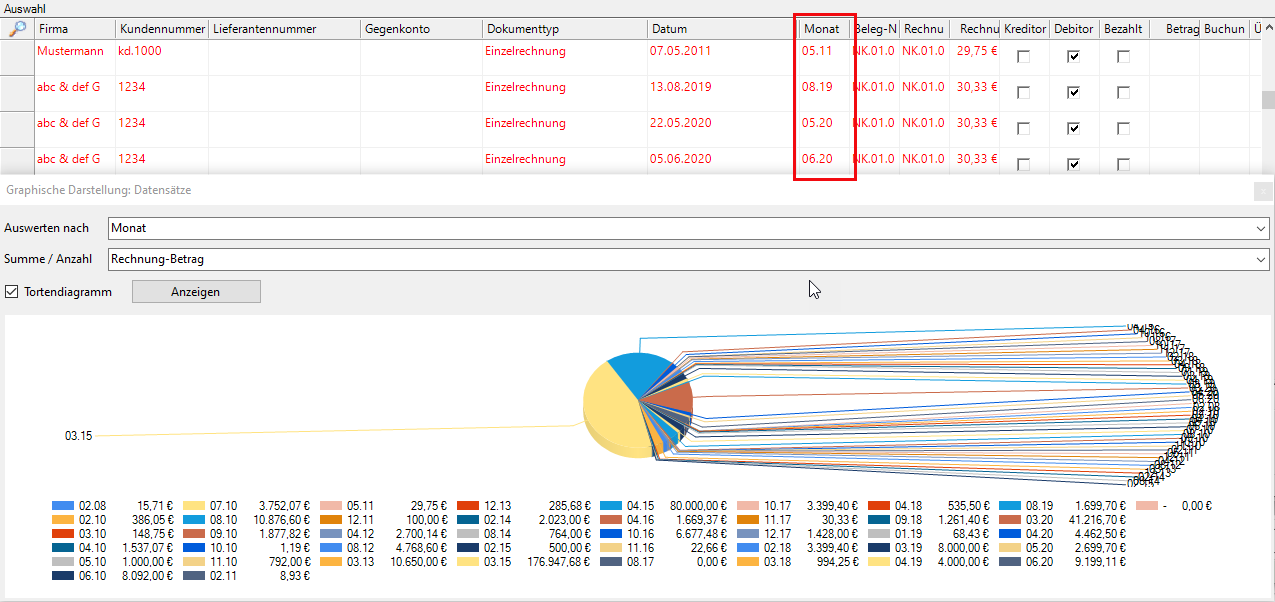 Auswahl
Firma Kundennummer Lieferantennummer Gegenkonto Dokumenttyp Datum Monat Beleg-N Rechnu Rechnu Kreditor Debitor Bezahlt Betrag Buchun Ü
Mustermann kd.1000 Einzelrechnung 07.05.2011 05.11 NK.01.0 NK.01.0 29,75 €
abc & def G 1234 Einzelrechnung 13.08.2019 08.19 NK.01.0 NK.01.0 30,33 €
abc & def G 1234 Einzelrechnung 22.05.2020 05.20 NK.01.0 NK.01.0 30,33 €
abc & def G 1234 Einzelrechnung 05.06.2020 06.20 NK.01.0 NK.01.0 30,33 €
Graphische Darstellung: Datensätze
Auswerten nach Monat
Summe / Anzahl Rechnung-Betrag
Tortendiagramm Anzeigen
03.15
02.08 15,71 € 07.10 3.752,07 € 05.11 29,75 € 12.13 285,68 € 04.15 80.000,00 € 10.17 3.399,40 € 04.18 535,50 € 08.19 1.699,70 € - 0,00 €
02.10 386,05 € 08.10 10.876,60 € 12.11 100,00 € 02.14 2.023,00 € 04.16 1.669,37 € 11.17 30,33 € 09.18 1.261,40 € 03.20 41.216,70 €
03.10 148,75 € 09.10 1.877,82 € 04.12 2.700,14 € 08.14 764,00 € 10.16 6.677,48 € 12.17 1.428,00 € 01.19 68,43 € 04.20 4.462,50 €
04.10 1.537,07 € 10.10 1,19 € 08.12 4.768,60 € 02.15 500,00 € 11.16 22,66 € 02.18 3.399,40 € 03.19 8.000,00 € 05.20 2.699,70 €
05.10 1.000,00 € 11.10 792,00 € 03.13 10.650,00 € 03.15 176.947,68 € 08.17 0,00 € 03.18 994,25 € 04.19 4.000,00 € 06.20 9.199,11 €
06.10 8.092,00 € 02.11 8,93 €